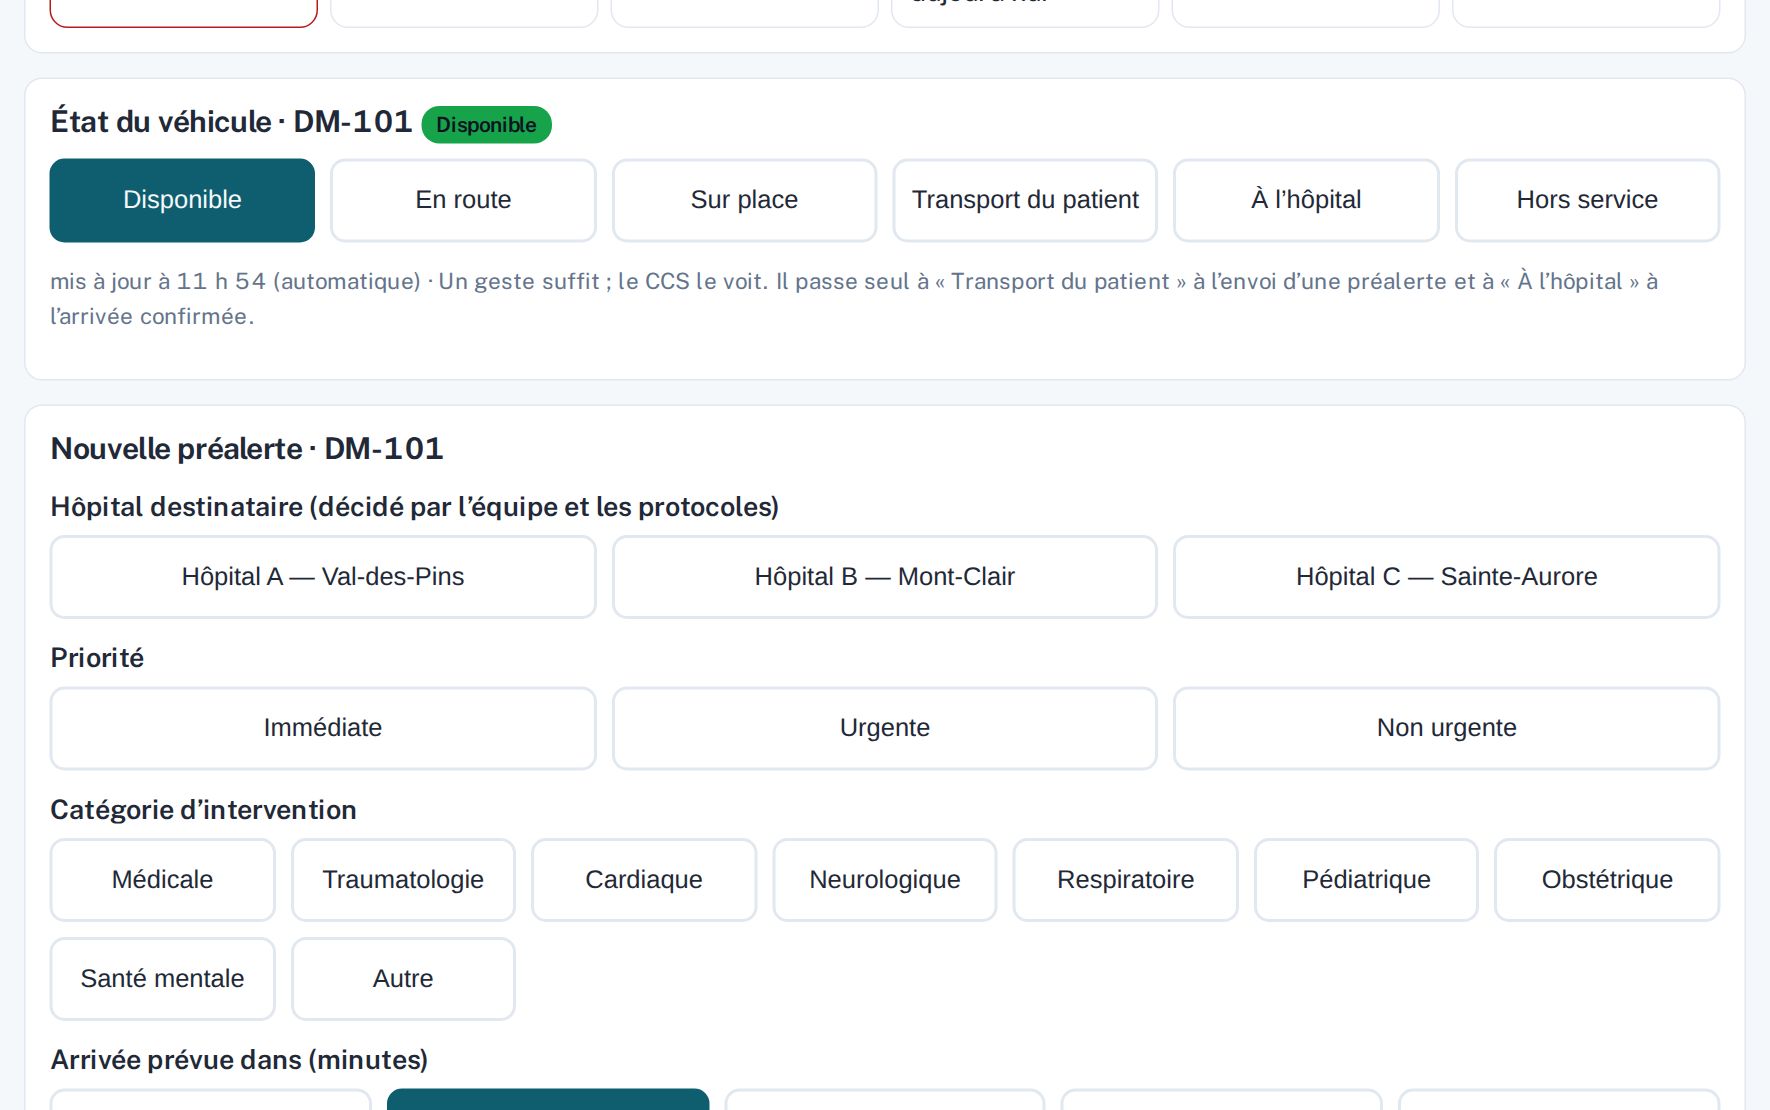 État du véhicule · DM-101 Disponible
Disponible
En route
Sur place
Transport du patient
À l’hôpital
Hors service
mis à jour à 11 h 54 (automatique) · Un geste suffit ; le CCS le voit. Il passe seul à « Transport du patient » à l’envoi d’une préalerte et à « À l’hôpital » à
l’arrivée confirmée.
Nouvelle préalerte · DM-101
Hôpital destinataire (décidé par l’équipe et les protocoles)
Hôpital A — Val-des-Pins
Hôpital B — Mont-Clair
Hôpital C — Sainte-Aurore
Priorité
Immédiate
Urgente
Non urgente
Catégorie d’intervention
Médicale
Traumatologie
Cardiaque
Neurologique
Respiratoire
Pédiatrique
Obstétrique
Santé mentale
Autre
Arrivée prévue dans (minutes)